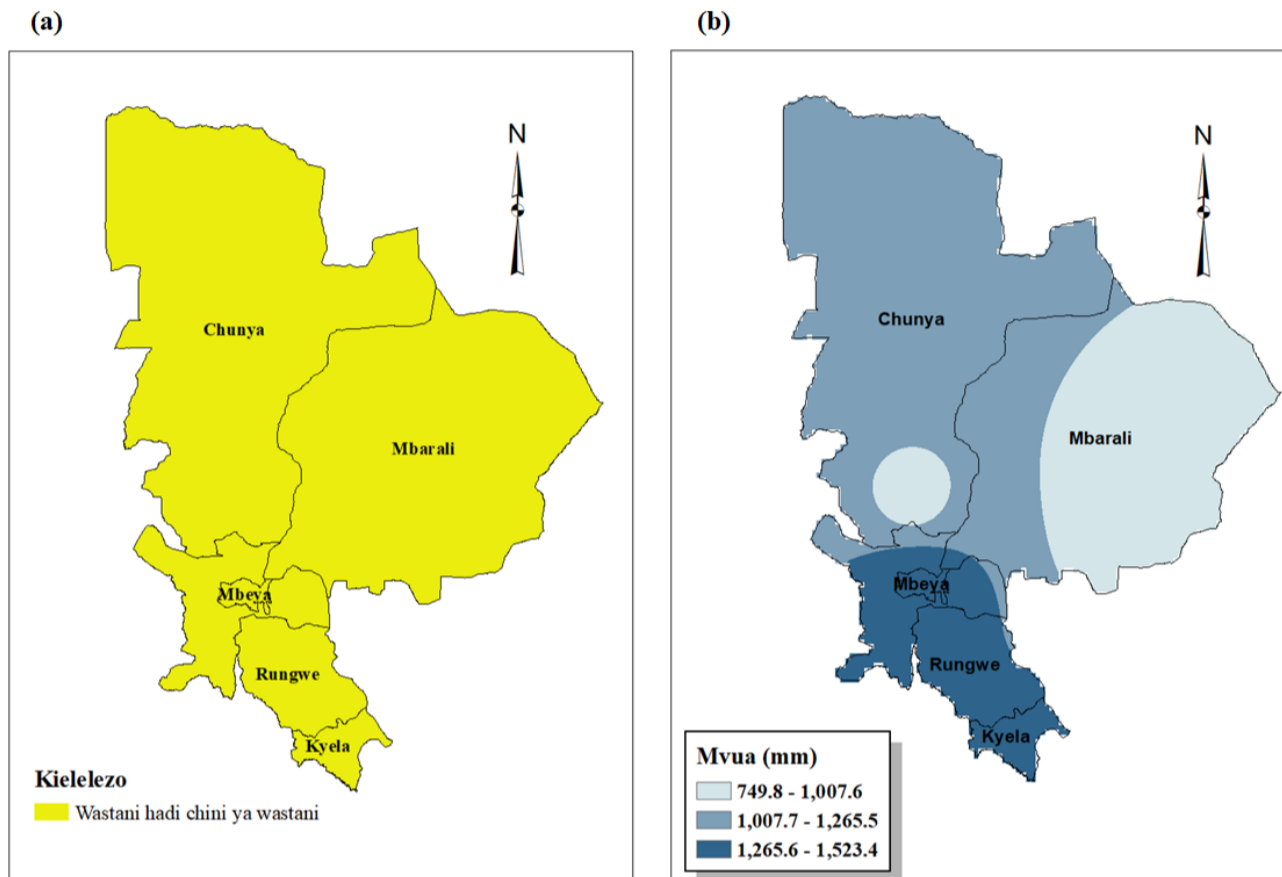 (a)
N
Chunya
Mbarali
Mbeya
Rungwe
Kyela
Kielelezo
Wastani hadi chini ya wastani
(b)
N
Chunya
Mbarali
Mbeya
Rungwe
Kyela
Mvua (mm)
749.8 - 1,007.6
1,007.7 - 1,265.5
1,265.6 - 1,523.4